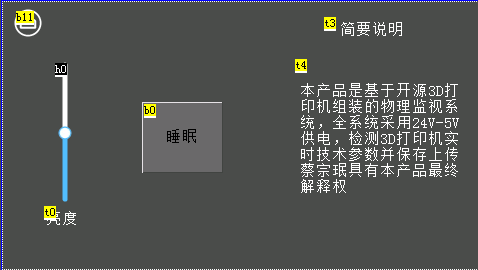 b11
t3
简要说明
h0
t4
b0
睡眠
本产品是基于开源3D打
印机组装的物理监视系
统，全系统采用24V-5V
供电，检测3D打印机实
时技术参数并保存上传
蔡宗珉具有本产品最终
解释权
t0
亮度